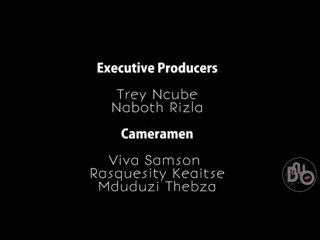 Executive Producers
Trey Ncube
Naboth Rizla
Cameramen
Viva Samson
Rasquesity Keaitse
Mduduzi Thebza